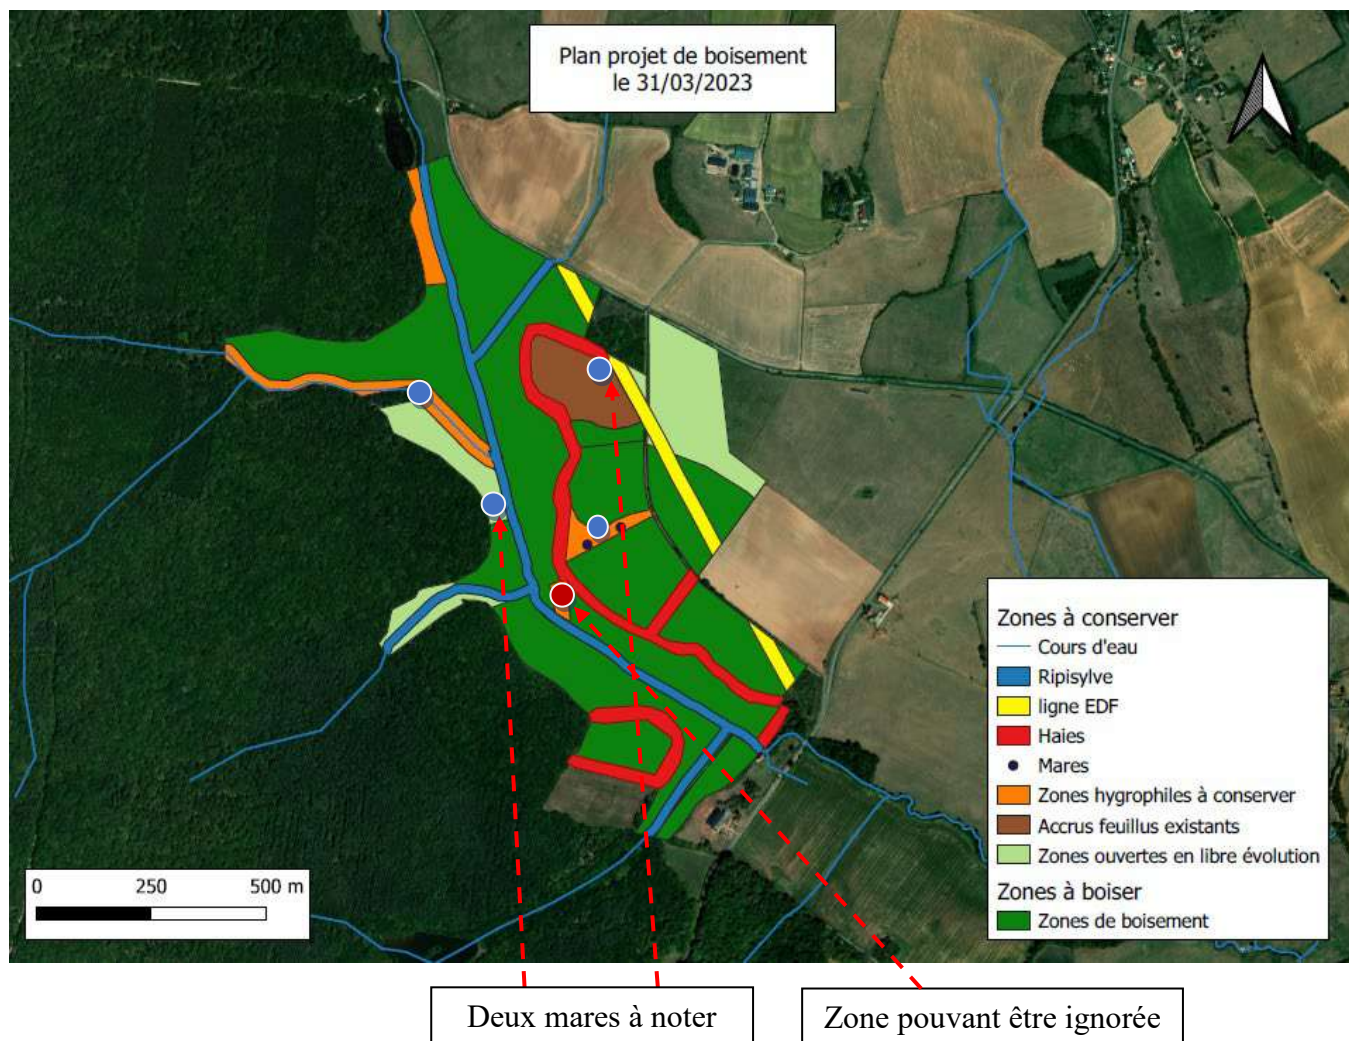 Plan projet de boisement
le 31/03/2023
Zones à conserver
Cours d'eau
Ripisylve
ligne EDF
Haies
Mares
Zones hygrophiles à conserver
Accrus feuillus existants
Zones ouvertes en libre évolution
Zones à boiser
Zones de boisement
0 250 500 m
Deux mares à noter
Zone pouvant être ignorée